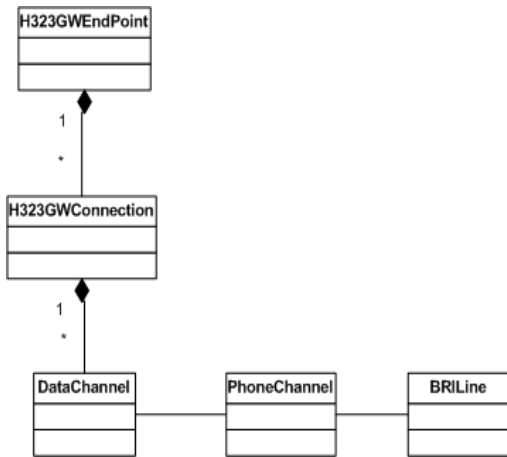 H323GWEndPoint
1
*
H323GWConnection
1
*
DataChannel
PhoneChannel
BRILine